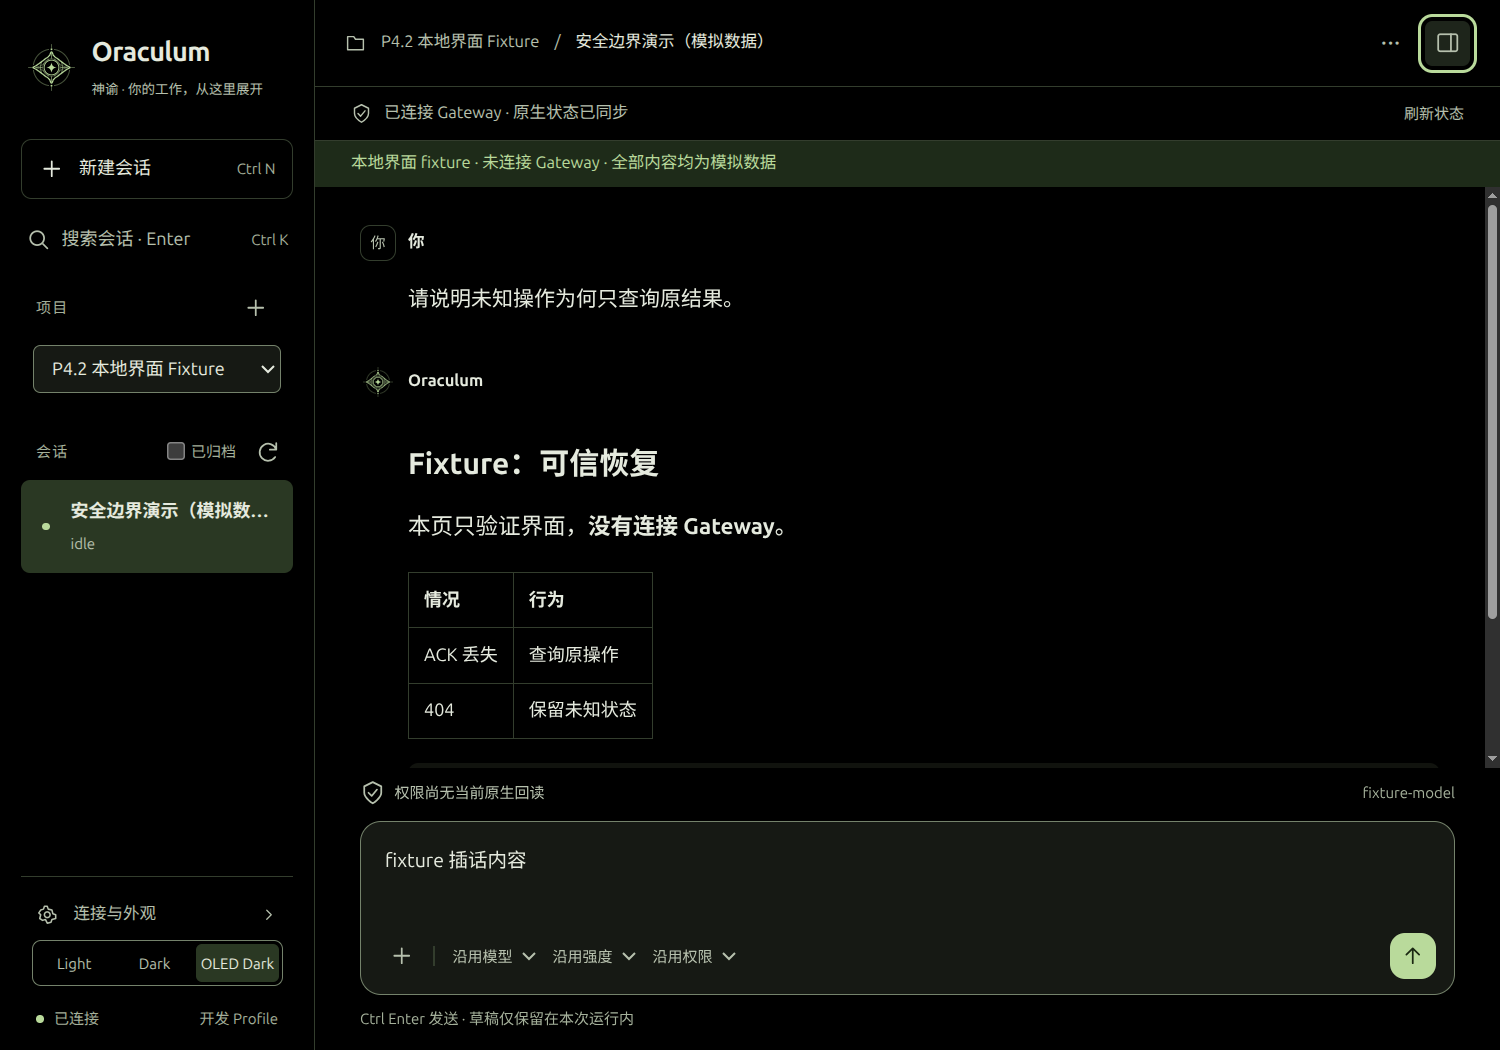 Oraculum
神谕 · 你的工作，从这里展开
新建会话 Ctrl N
搜索会话 · Enter Ctrl K
项目
P4.2 本地界面 Fixture
会话 已归档
安全边界演示（模拟数...
idle
连接与外观
Light Dark OLED Dark
已连接 开发 Profile
P4.2 本地界面 Fixture / 安全边界演示（模拟数据）
已连接 Gateway · 原生状态已同步 刷新状态
本地界面 fixture · 未连接 Gateway · 全部内容均为模拟数据
你 你
请说明未知操作为何只查询原结果。
Oraculum
Fixture：可信恢复
本页只验证界面，没有连接 Gateway。
情况 行为
ACK 丢失 查询原操作
404 保留未知状态
权限尚无当前原生回读 fixture-model
fixture 插话内容
沿用模型 沿用强度 沿用权限
Ctrl Enter 发送 · 草稿仅保留在本次运行内